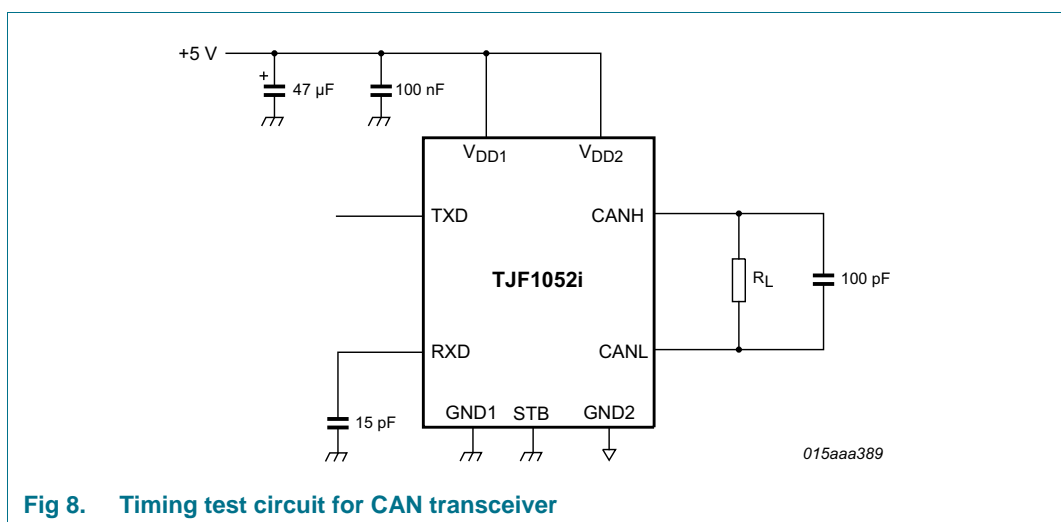 +5 V
+
47 µF
100 nF
VDD1
VDD2
TXD
CANH
TJF1052i
RL
100 pF
RXD
CANL
15 pF
GND1 STB GND2
015aaa389
Fig 8. Timing test circuit for CAN transceiver